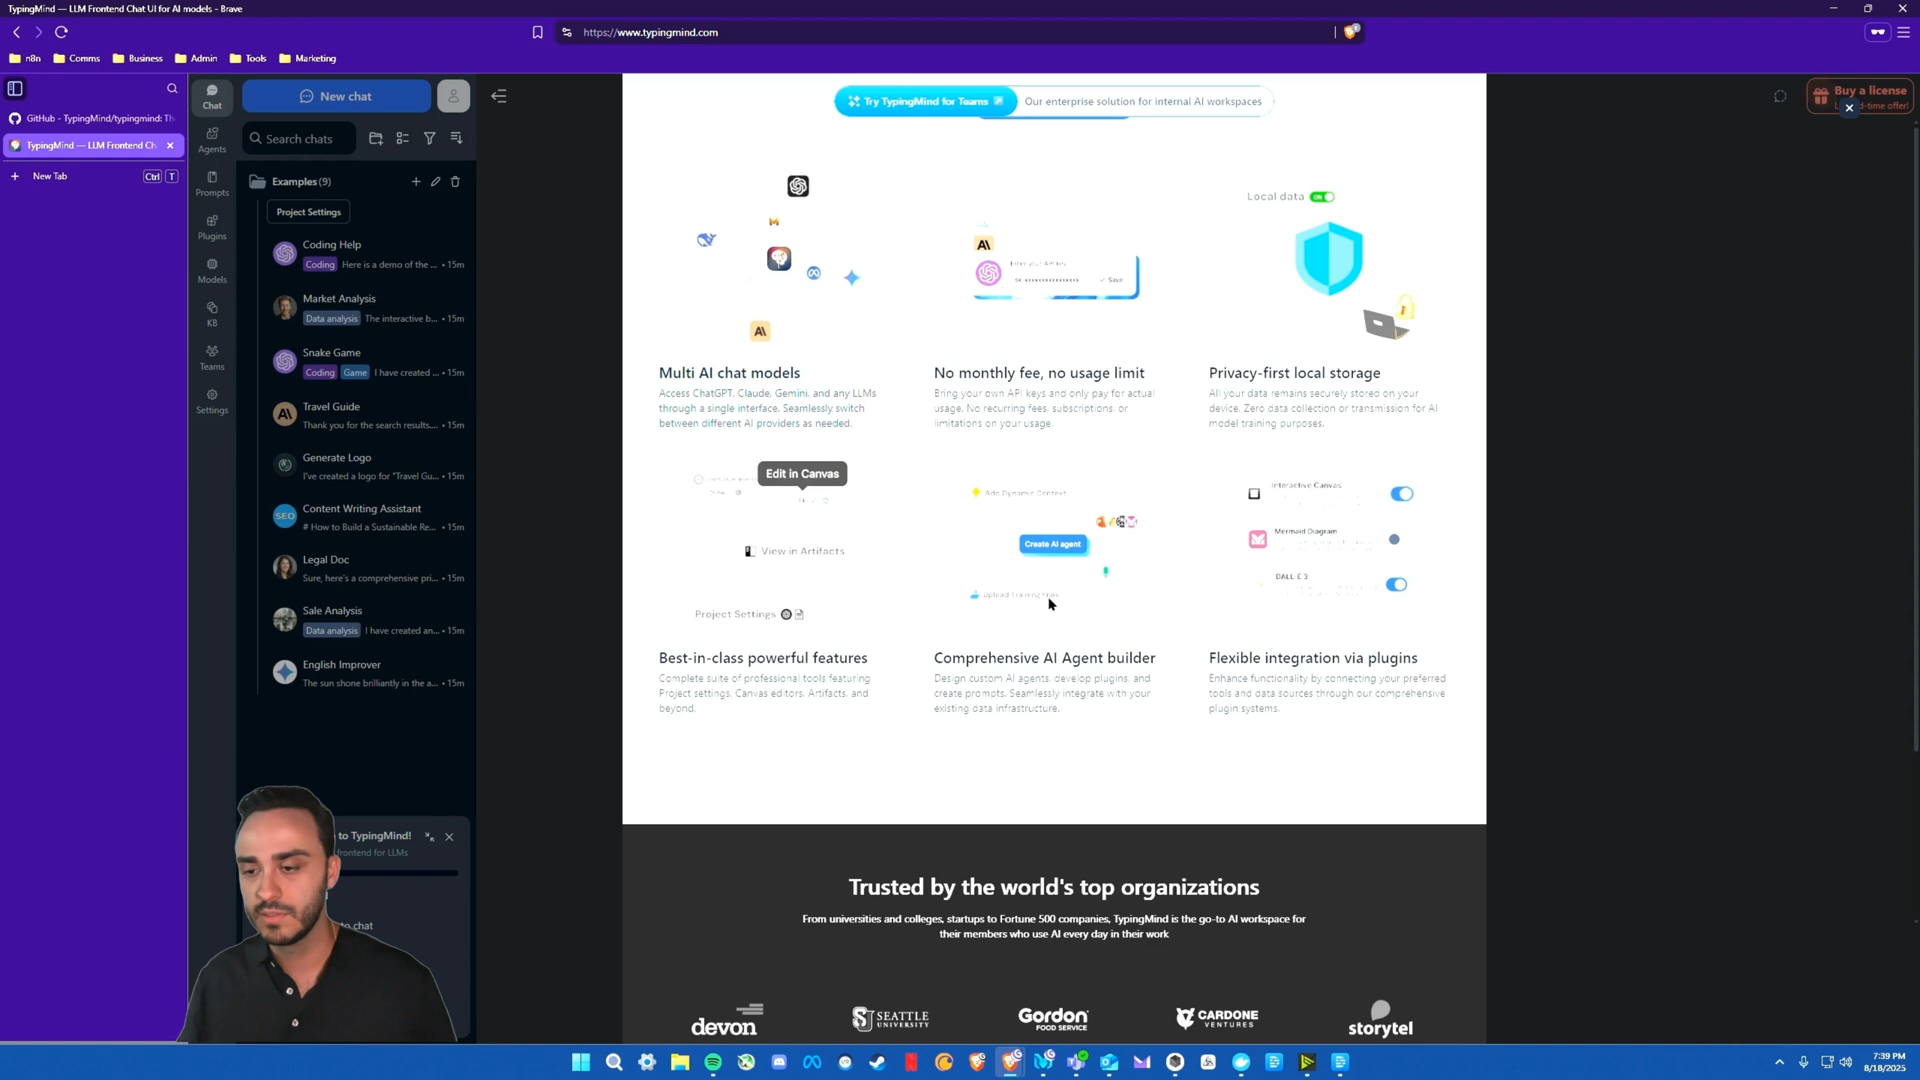 TypingMind — LLM Frontend Chat UI for AI models - Brave
https://www.typingmind.com
n8n
Comms
Business
Admin
Tools
Marketing
GitHub - TypingMind/typingmind: Th
TypingMind — LLM Frontend Ch
New Tab
Ctrl
T
Chat
Agents
Prompts
Plugins
Models
KB
Teams
Settings
New chat
Search chats
Examples (9)
Project Settings
Coding Help
Coding Here is a demo of the ... • 15m
Market Analysis
Data analysis The interactive b... • 15m
Snake Game
Coding Game I have created ... • 15m
Travel Guide
Thank you for the search results.... • 15m
Generate Logo
I've created a logo for "Travel Gu... • 15m
SEO
Content Writing Assistant
# How to Build a Sustainable Re... • 15m
Legal Doc
Sure, here's a comprehensive pri... • 15m
Sale Analysis
Data analysis I have created an... • 15m
English Improver
The sun shone brilliantly in the a... • 15m
to TypingMind!
frontend for LLMs
to chat
Buy a license
d-time offer!
Try TypingMind for Teams
Our enterprise solution for internal AI workspaces
Enter your API key
Save
Local data ON
Multi AI chat models
Access ChatGPT, Claude, Gemini, and any LLMs
through a single interface. Seamlessly switch
between different AI providers as needed.
No monthly fee, no usage limit
Bring your own API keys and only pay for actual
usage. No recurring fees, subscriptions, or
limitations on your usage.
Privacy-first local storage
All your data remains securely stored on your
device. Zero data collection or transmission for AI
model training purposes.
Edit in Canvas
View in Artifacts
Project Settings
Add Dynamic Context
Create AI agent
Upload Training Files
Interactive Canvas
Mermaid Diagram
DALL·E 3
Best-in-class powerful features
Complete suite of professional tools featuring
Project settings, Canvas editors, Artifacts, and
beyond.
Comprehensive AI Agent builder
Design custom AI agents, develop plugins, and
create prompts. Seamlessly integrate with your
existing data infrastructure.
Flexible integration via plugins
Enhance functionality by connecting your preferred
tools and data sources through our comprehensive
plugin systems.
Trusted by the world's top organizations
From universities and colleges, startups to Fortune 500 companies, TypingMind is the go-to AI workspace for
their members who use AI every day in their work
devon
SEATTLE
UNIVERSITY
Gordon
FOOD SERVICE
CARDONE
VENTURES
storytel
7:39 PM
8/18/2025